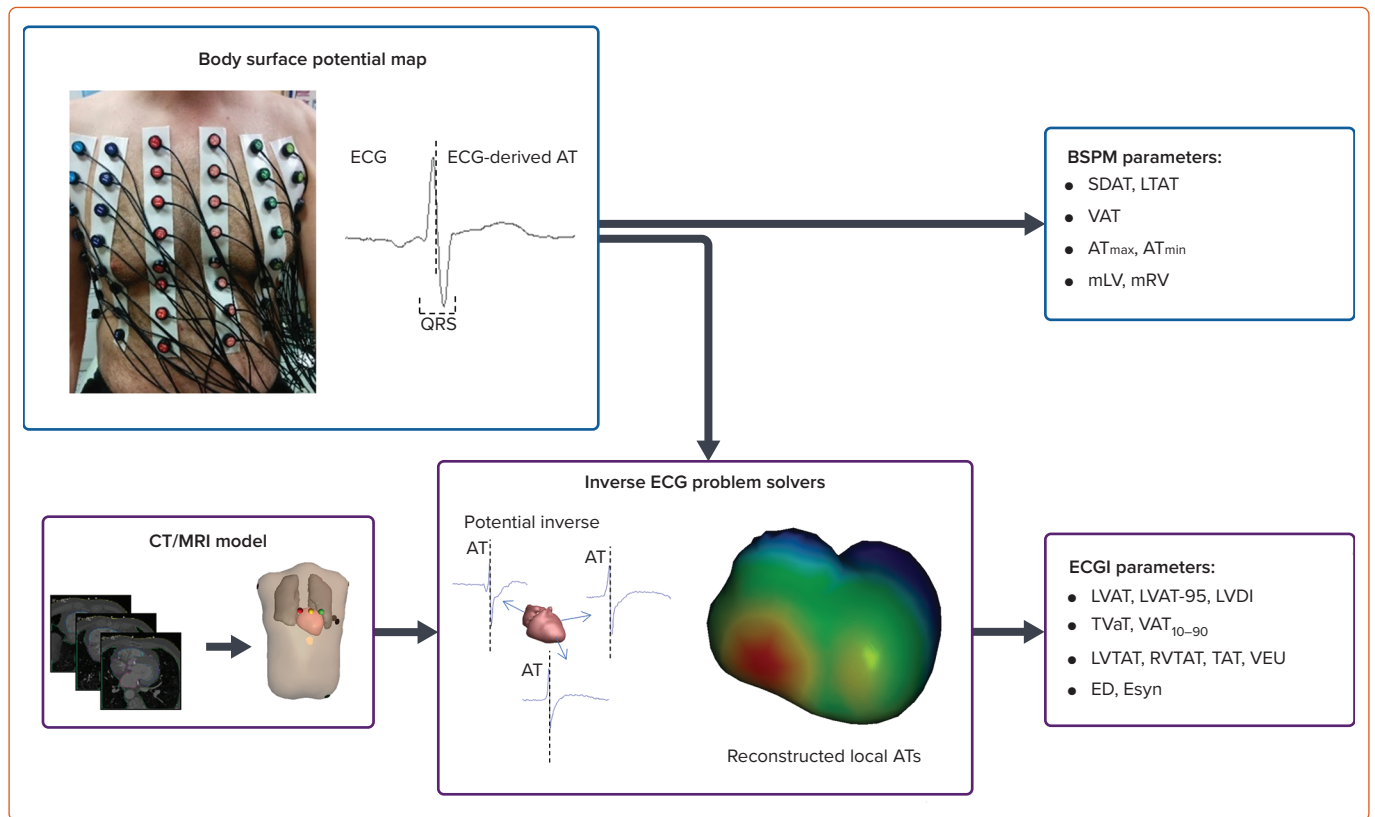 Body surface potential map
ECG
ECG-derived AT
QRS
BSPM parameters:
• SDAT, LTAT
• VAT
• ATmax, ATmin
• mLV, mRV
Inverse ECG problem solvers
Potential inverse
AT
AT
AT
Reconstructed local ATs
CT/MRI model
ECGI parameters:
• LVAT, LVAT-95, LVDI
• TVaT, VAT10–90
• LVTAT, RVTAT, TAT, VEU
• ED, Esyn